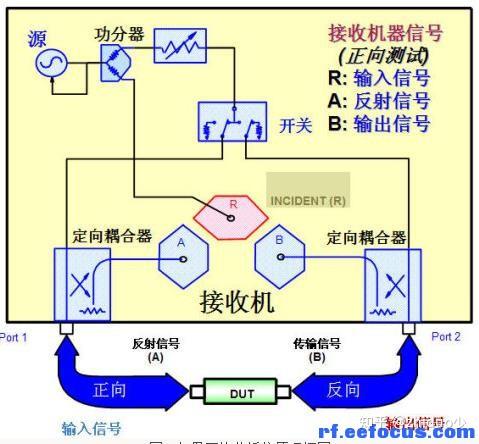 源
功分器
接收机器信号
(正向测试)
R: 输入信号
A: 反射信号
B: 输出信号
开关
INCIDENT (R)
R
定向耦合器
A
B
定向耦合器
接收机
Port 1
Port 2
反射信号
(A)
传输信号
(B)
正向
DUT
反向
输入信号
输出信号
知乎
rf.eefocus.com